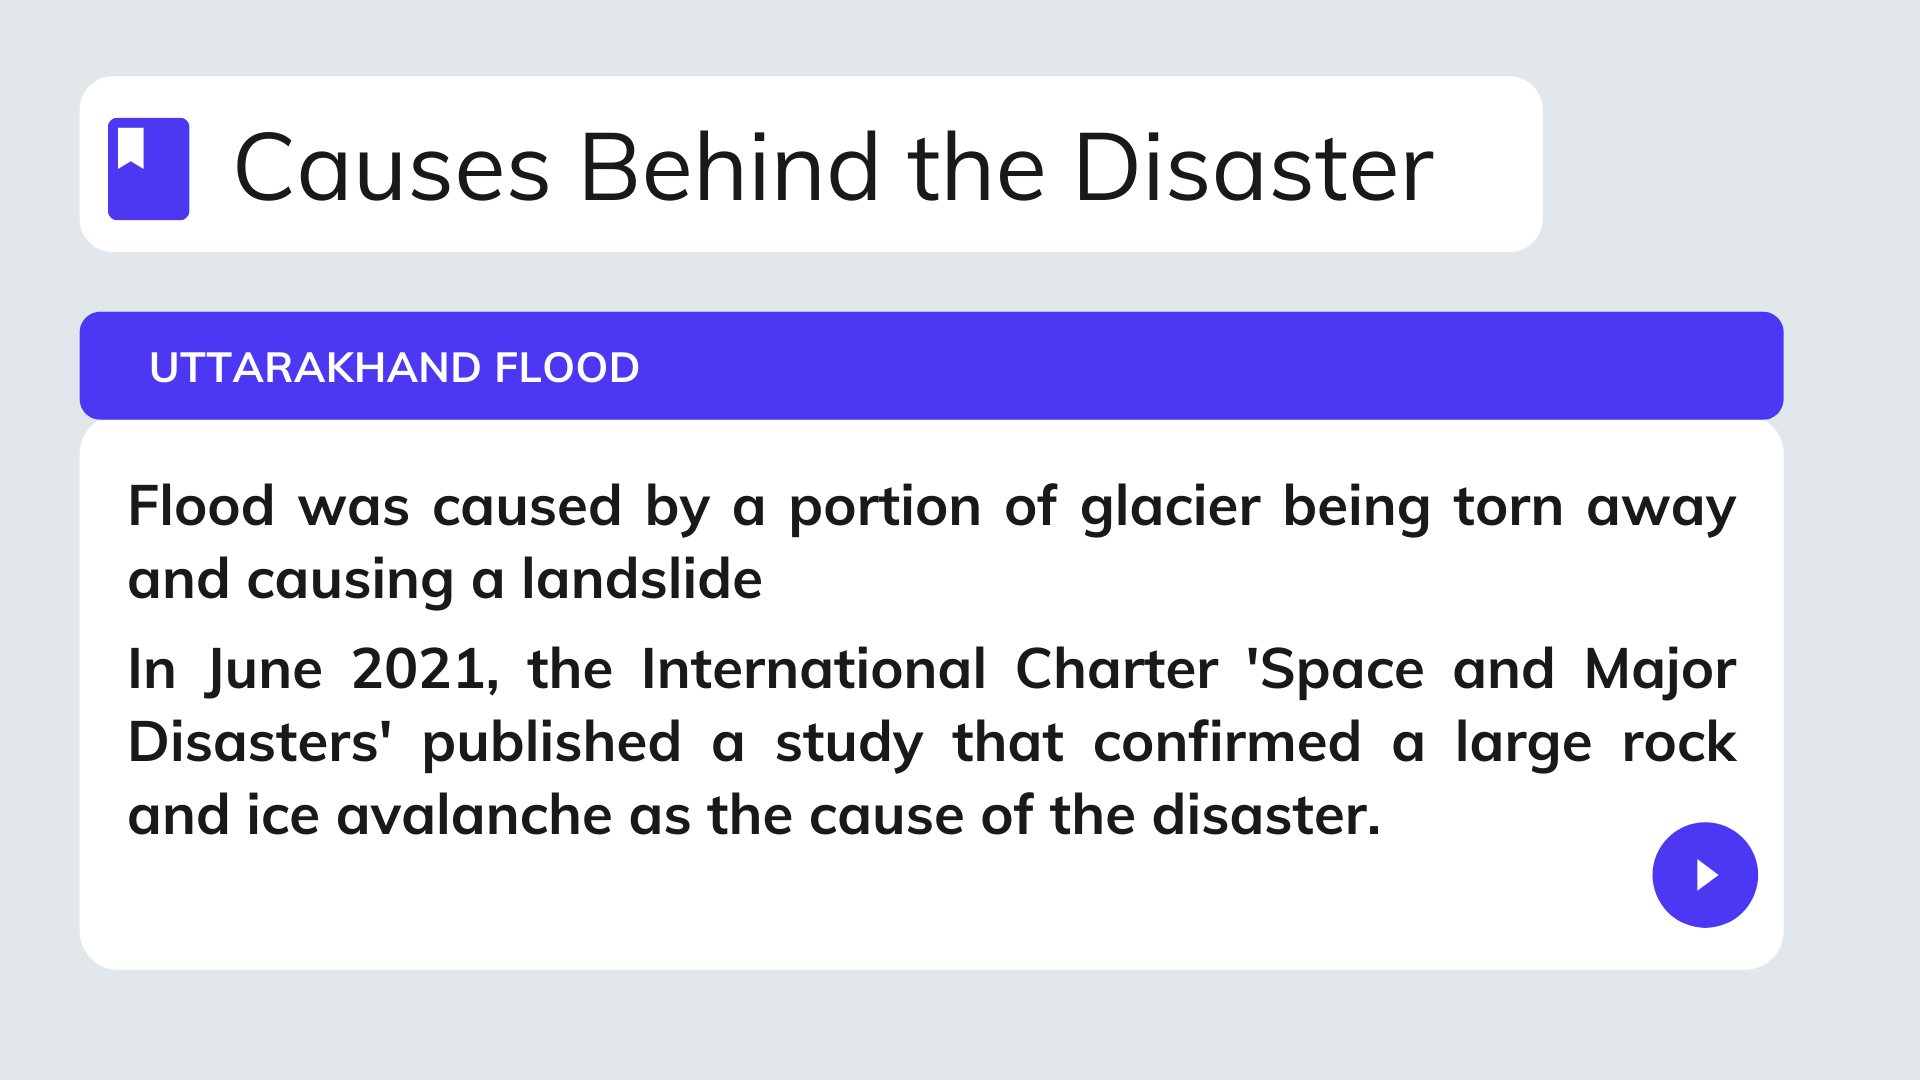 Causes Behind the Disaster
UTTARAKHAND FLOOD
Flood was caused by a portion of glacier being torn away
and causing a landslide
In June 2021, the International Charter 'Space and Major
Disasters' published a study that confirmed a large rock
and ice avalanche as the cause of the disaster.